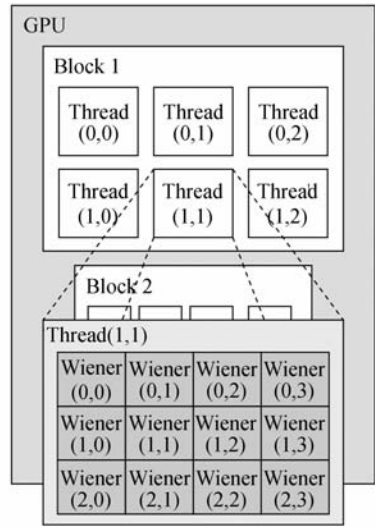 GPU
Block 1
Thread Thread Thread
(0,0) (0,1) (0,2)
Thread Thread Thread
(1,0) (1,1) (1,2)
Block 2
Thread(1,1)
Wiener Wiener Wiener Wiener
(0,0) (0,1) (0,2) (0,3)
Wiener Wiener Wiener Wiener
(1,0) (1,1) (1,2) (1,3)
Wiener Wiener Wiener Wiener
(2,0) (2,1) (2,2) (2,3)